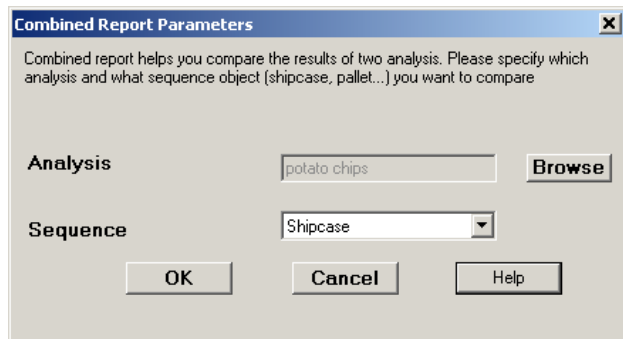 Combined Report Parameters
Combined report helps you compare the results of two analysis. Please specify which
analysis and what sequence object (shipcase, pallet...) you want to compare
Analysis
potato chips
Browse
Sequence
Shipcase
OK
Cancel
Help